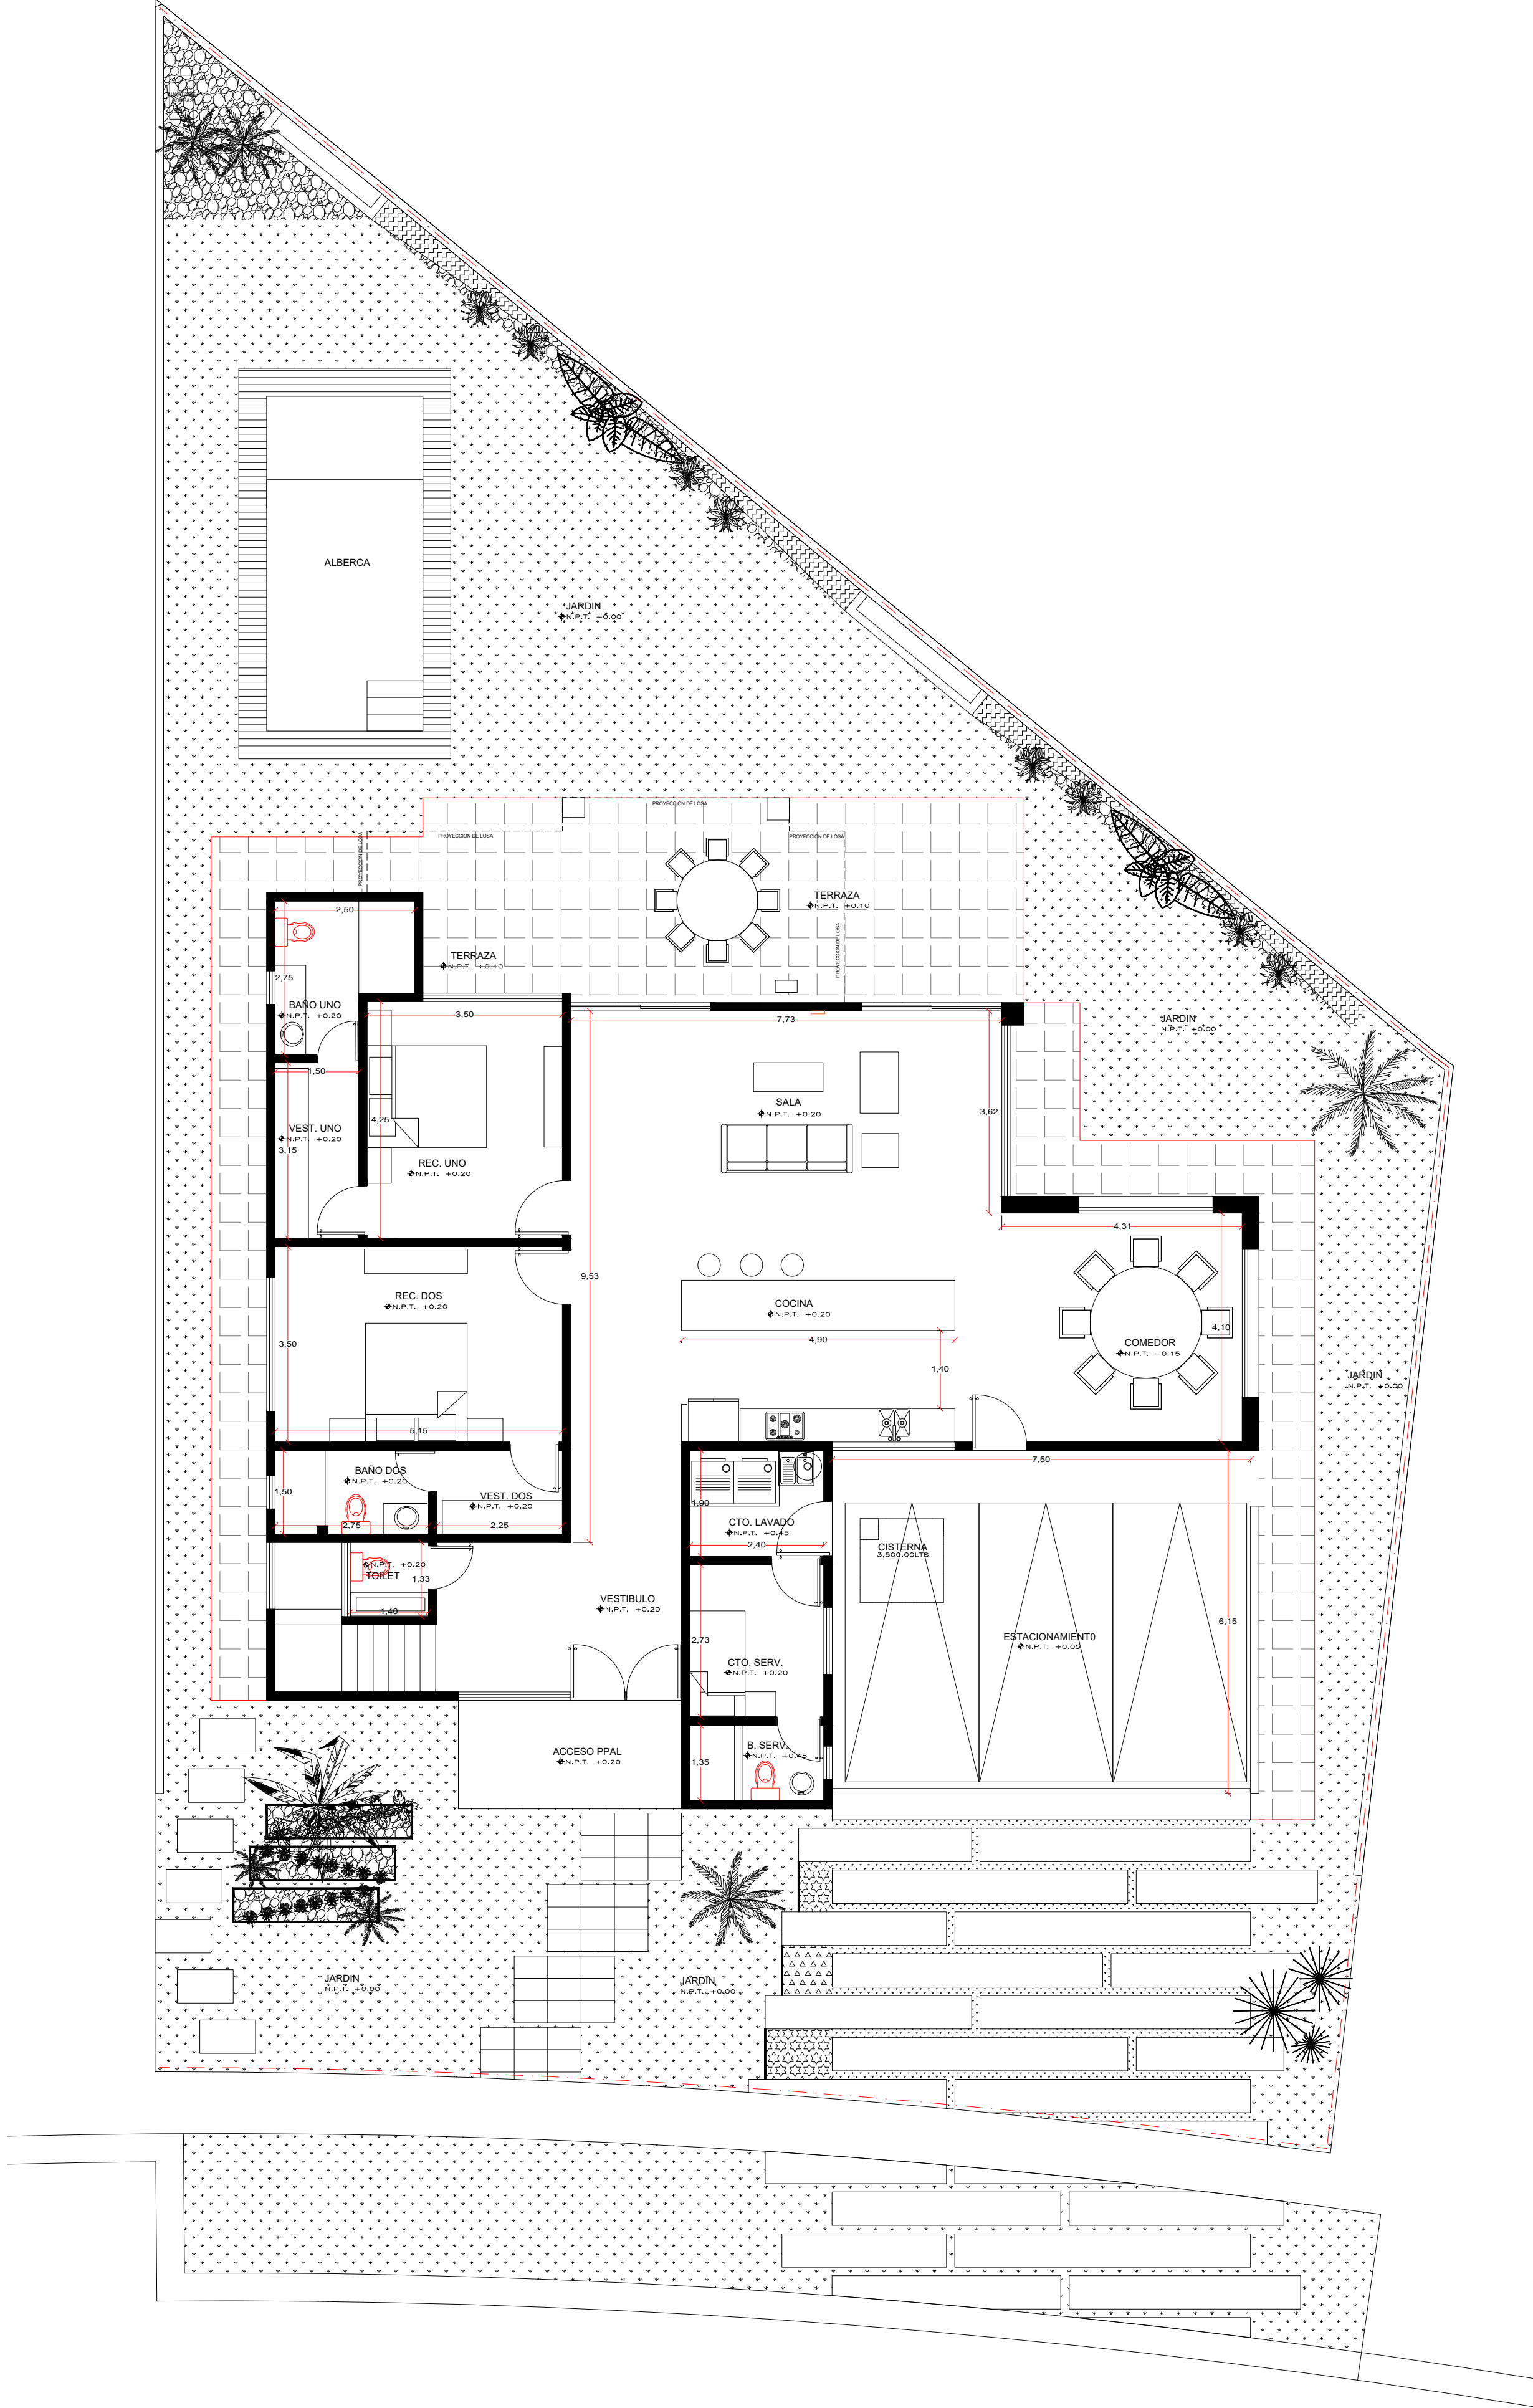 ALBERCA
JARDIN
N.P.T. +0.00
PROYECCION DE LOSA
PROYECCION DE LOSA
PROYECCION DE LOSA
PROYECCION DE LOSA
TERRAZA
N.P.T. +0.10
PROYECCION DE LOSA
2,50
TERRAZA
N.P.T. +0.10
2,75
BAÑO UNO
N.P.T. +0.20
3,50
7,73
JARDIN
N.P.T. +0.00
1,50
SALA
N.P.T. +0.20
3,62
4,25
VEST. UNO
N.P.T. +0.20
3,15
REC. UNO
N.P.T. +0.20
4,31
9,53
REC. DOS
N.P.T. +0.20
COCINA
N.P.T. +0.20
4,90
4,10
3,50
COMEDOR
N.P.T. -0.15
1,40
JARDIN
N.P.T. +0.00
5,15
7,50
BAÑO DOS
N.P.T. +0.20
1,50
VEST. DOS
N.P.T. +0.20
1,90
2,75
2,25
CTO. LAVADO
N.P.T. +0.45
2,40
CISTERNA
3,500.00LTS
N.P.T. +0.20
TOILET
1,33
1,40
VESTIBULO
N.P.T. +0.20
6,15
2,73
ESTACIONAMIENT0
N.P.T. +0.05
CTO. SERV.
N.P.T. +0.20
ACCESO PPAL
N.P.T. +0.20
B. SERV.
N.P.T. +0.45
1,35
JARDIN
N.P.T. +0.00
JARDIN
N.P.T. +0.00